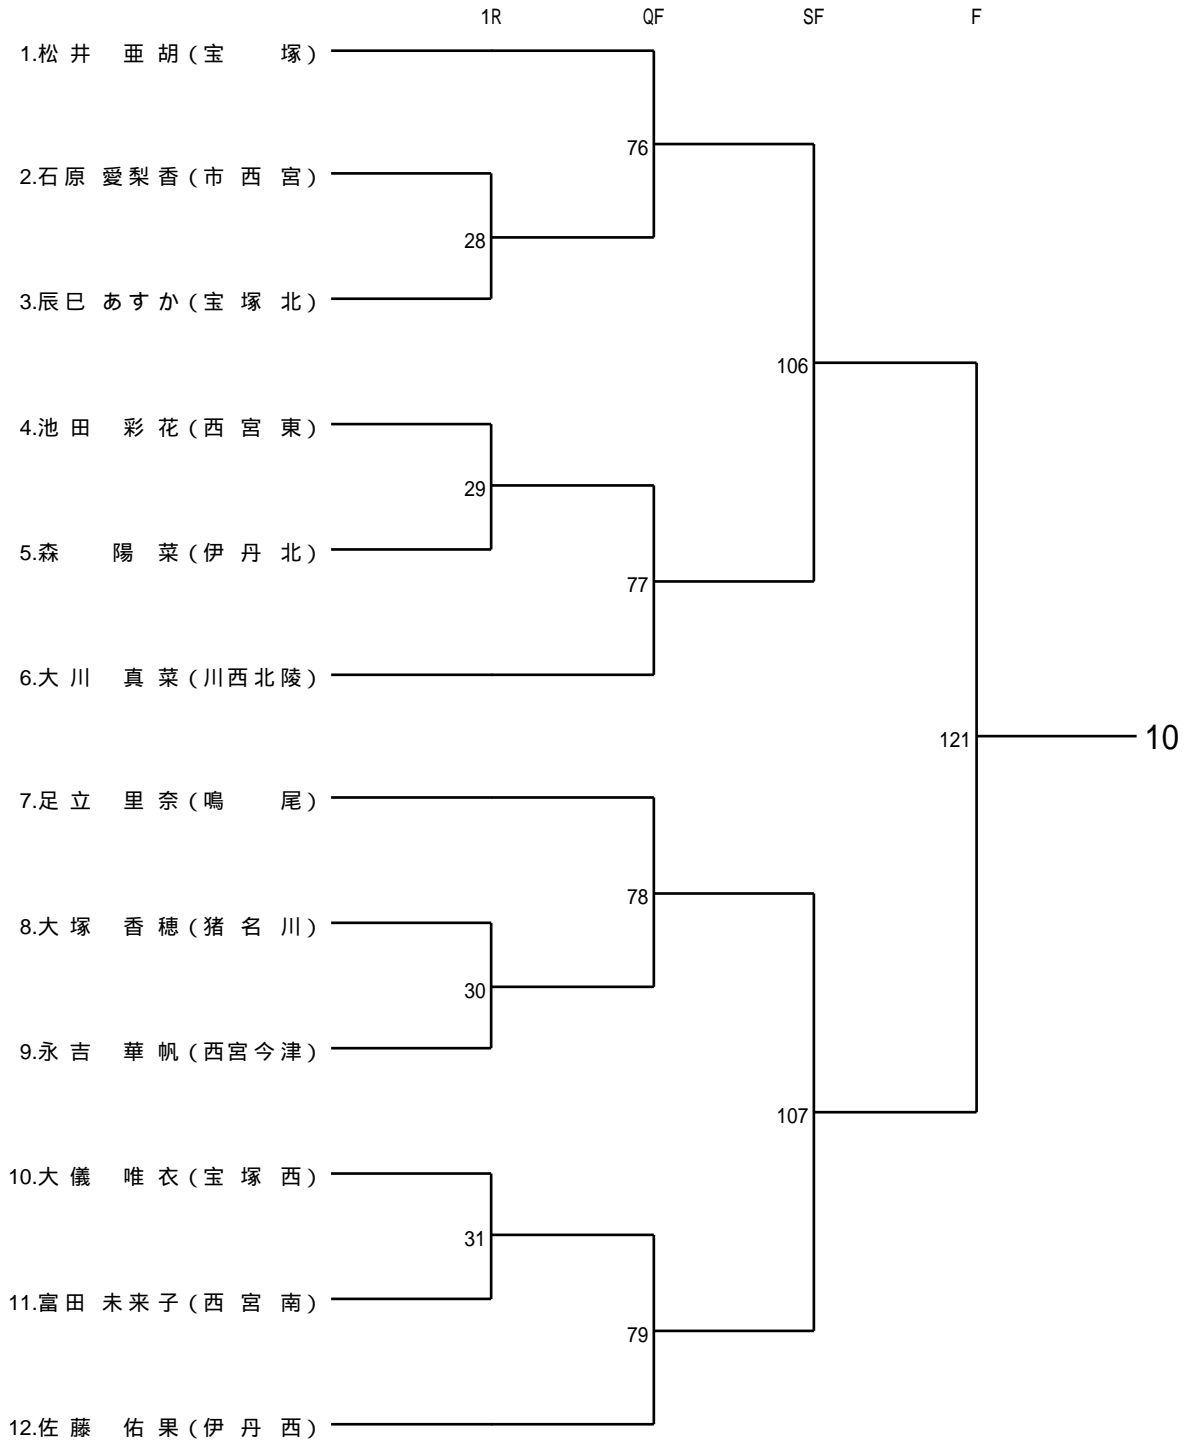 1R QF SF F
1.松井 亜胡(宝塚)
76
2.石原 愛梨香(市西宮)
28
3.辰巳 あすか(宝塚北)
106
4.池田 彩花(西宮東)
29
5.森 陽菜(伊丹北)
77
6.大川 真菜(川西北陵)
121 10
7.足立 里奈(鳴尾)
78
8.大塚 香穂(猪名川)
30
9.永吉 華帆(西宮今津)
107
10.大儀 唯衣(宝塚西)
31
11.富田 未来子(西宮南)
79
12.佐藤 佑果(伊丹西)